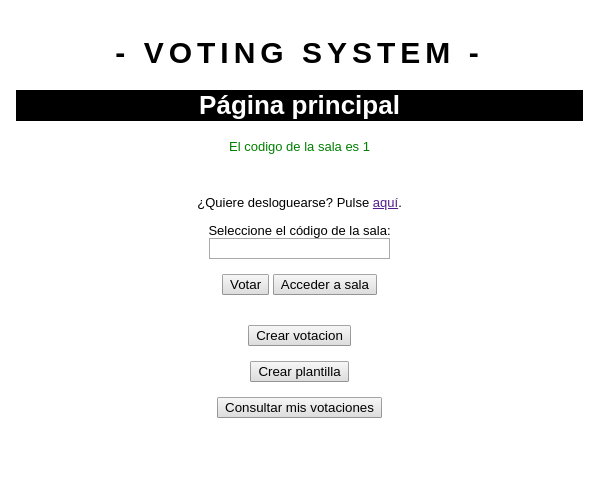 - VOTING SYSTEM -
Página principal
El codigo de la sala es 1
¿Quiere desloguearse? Pulse aquí.
Seleccione el código de la sala:
Votar Acceder a sala
Crear votacion
Crear plantilla
Consultar mis votaciones